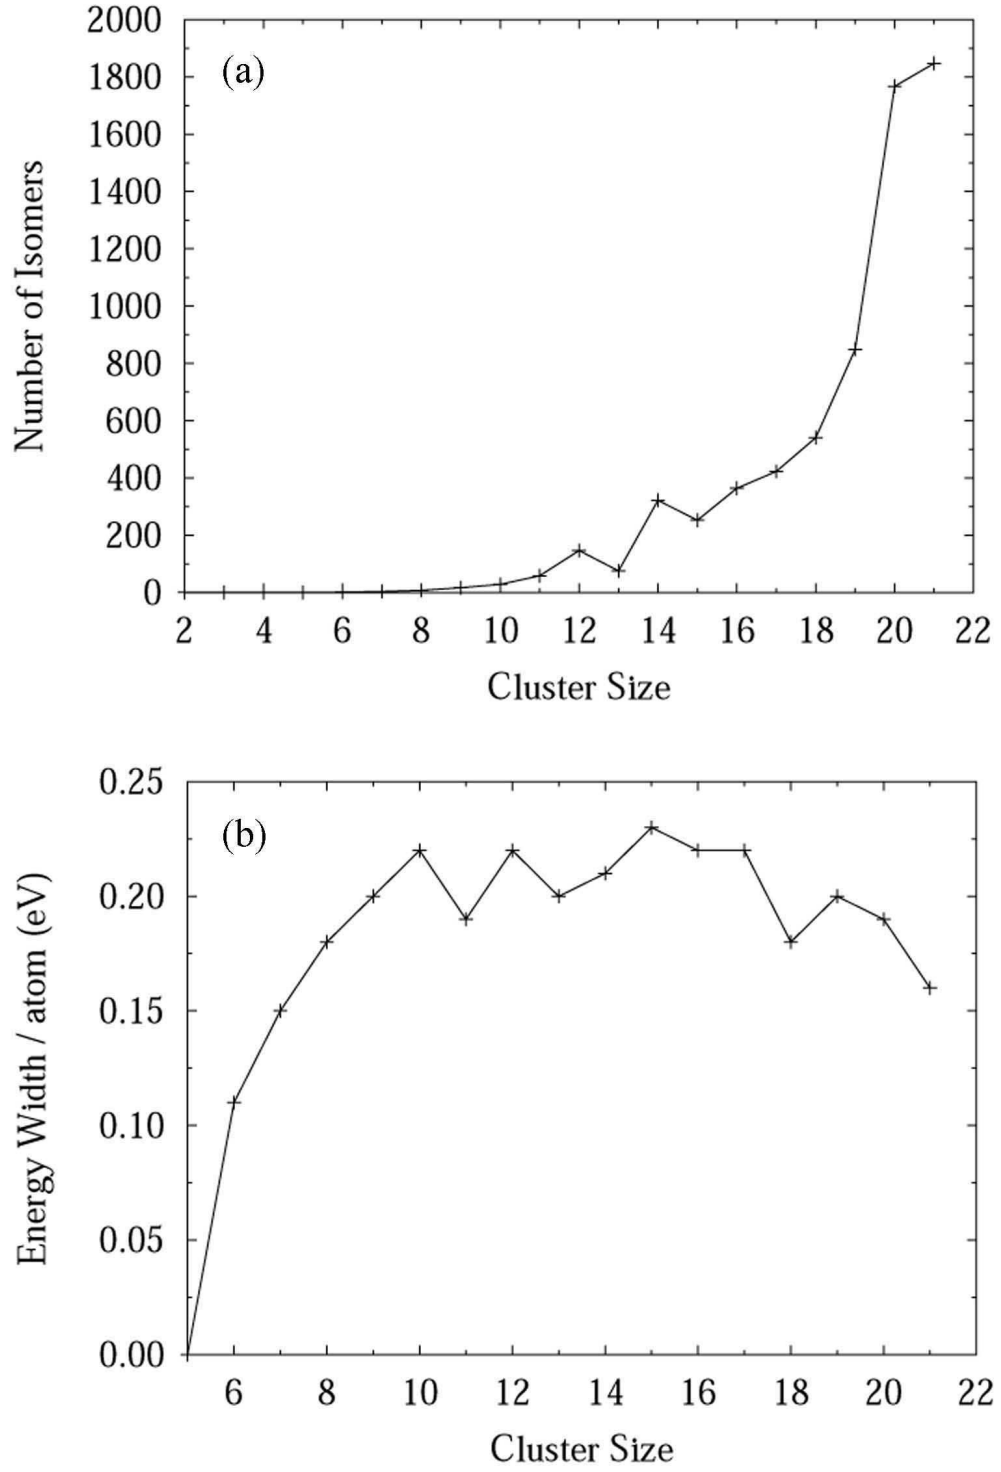 2000
(a)
1800
1600
1400
1200
1000
800
600
400
200
0
Number of Isomers
2 4 6 8 10 12 14 16 18 20 22
Cluster Size
0.25
(b)
0.20
0.15
0.10
0.05
0.00
Energy Width / atom (eV)
6 8 10 12 14 16 18 20 22
Cluster Size